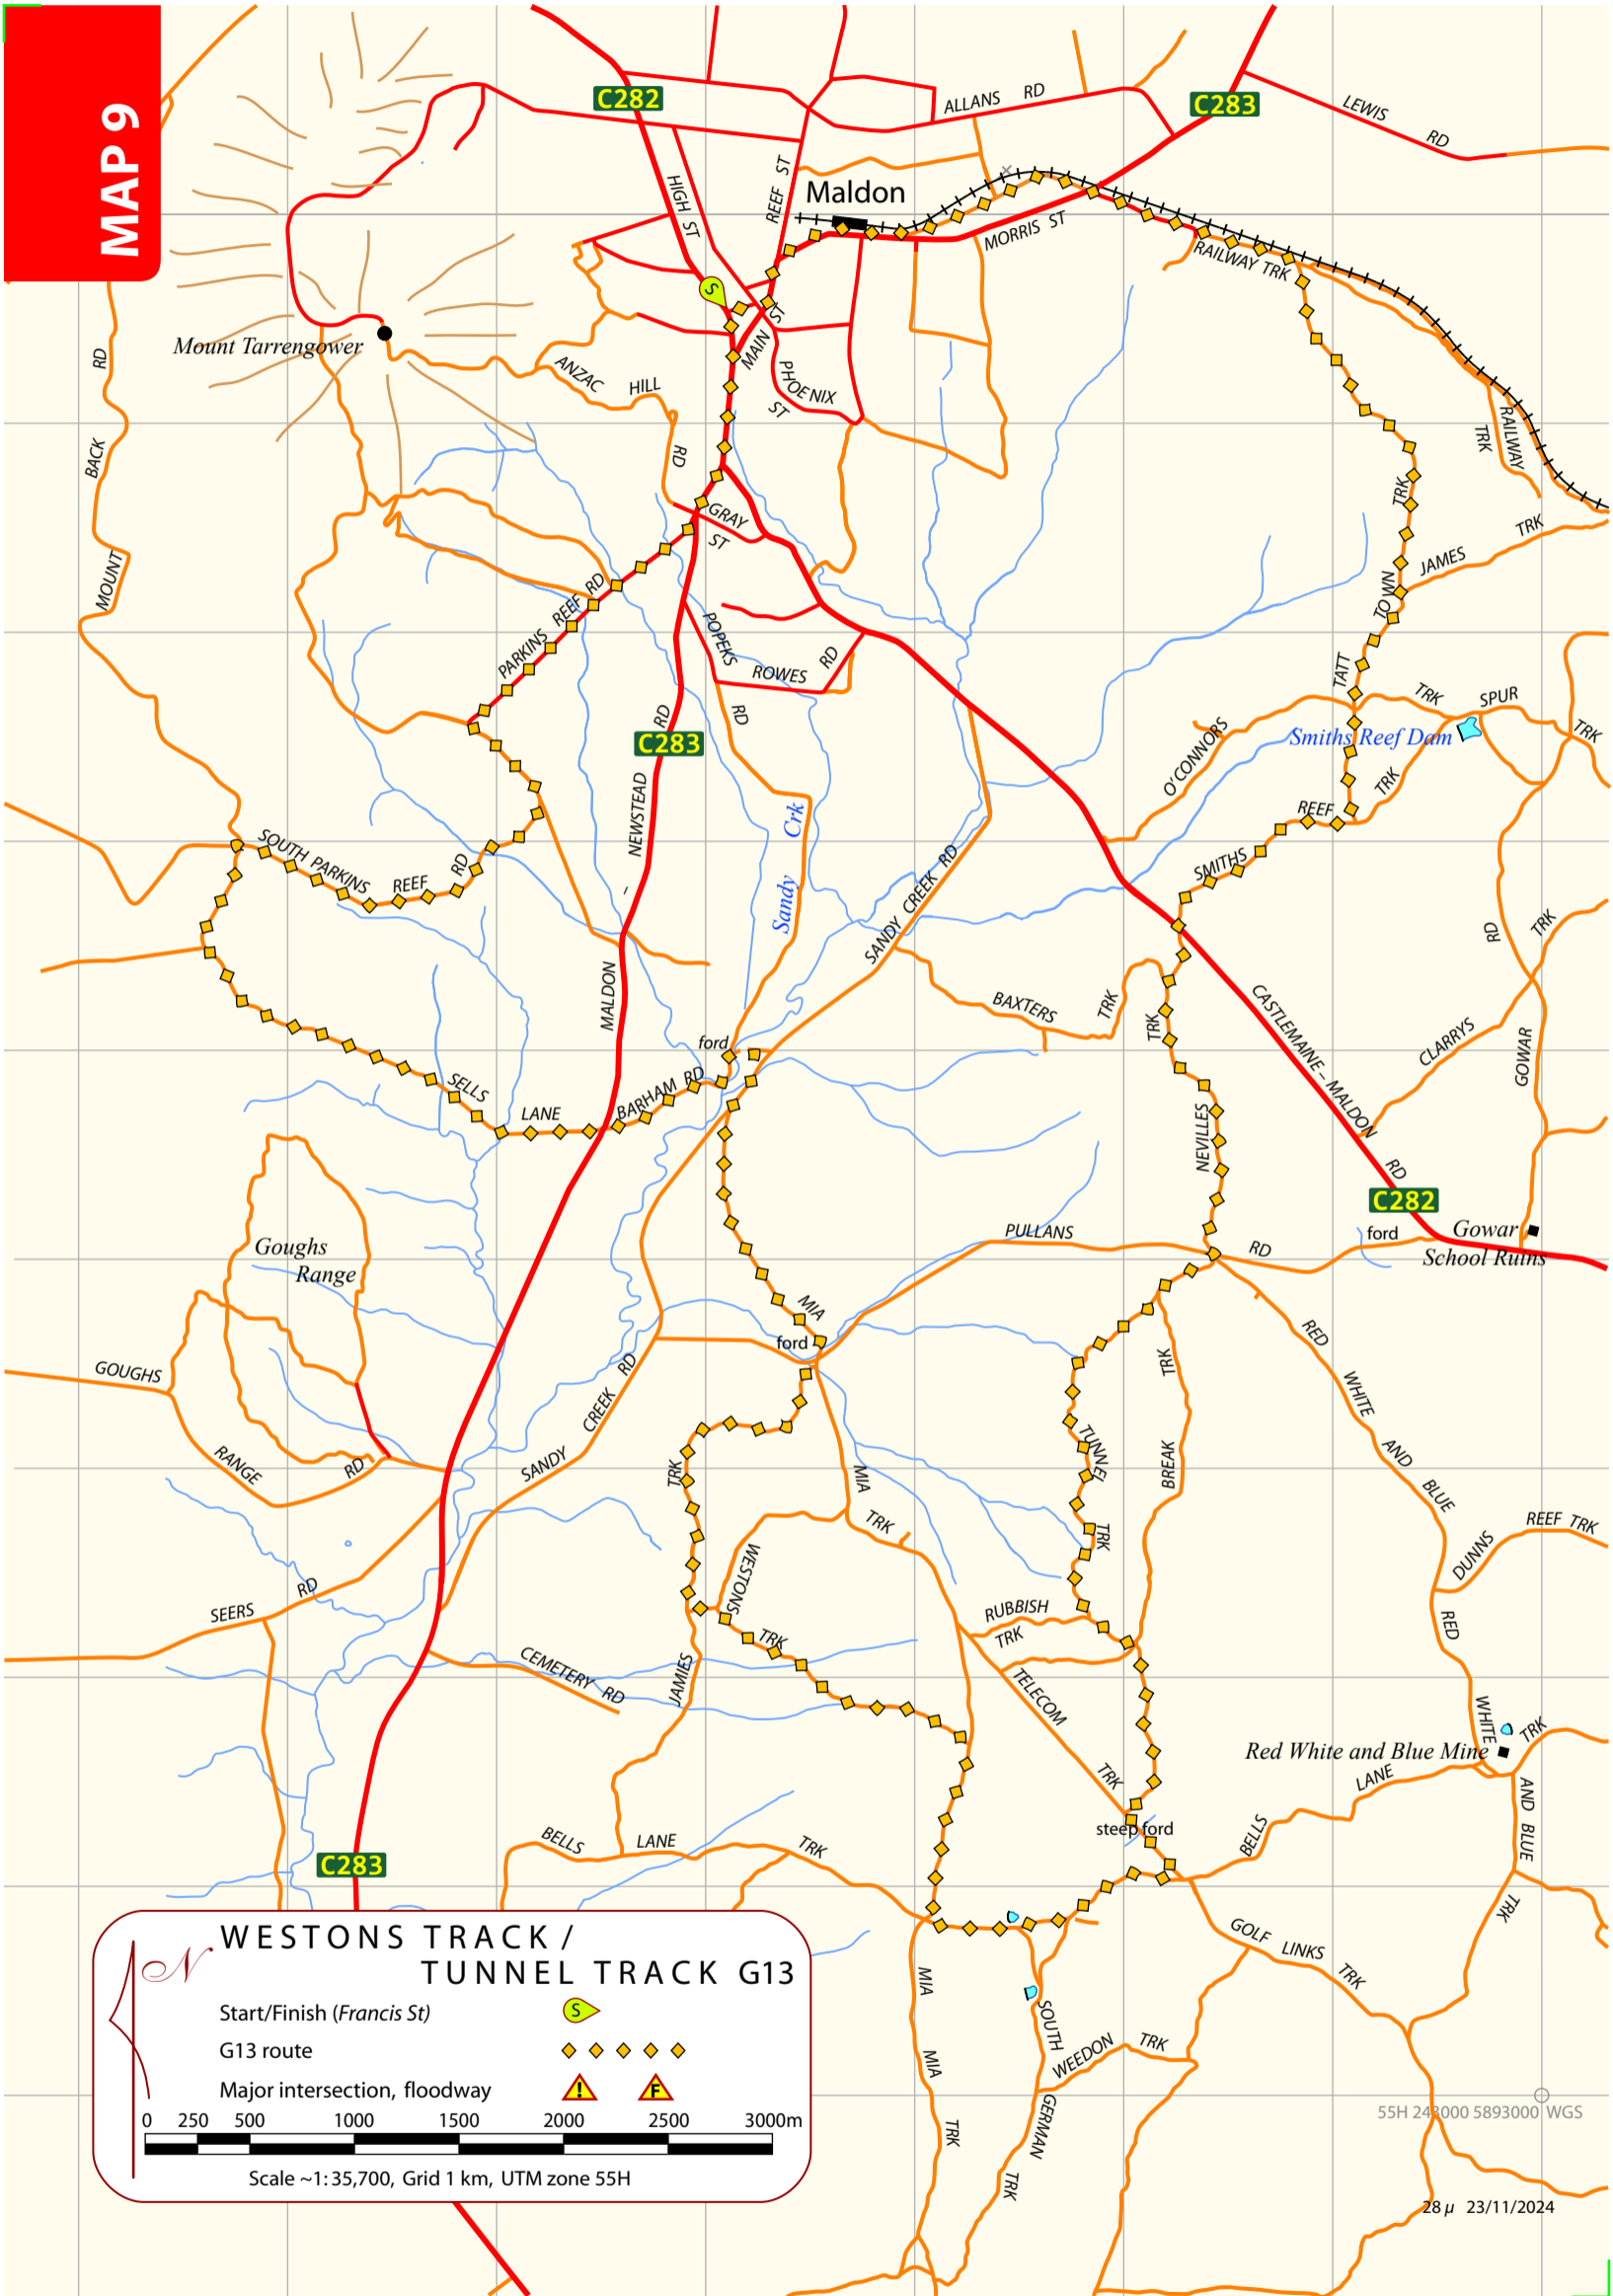 MAP 9
C282
C283
ALLANS RD
LEWIS
RD
REEF ST
HIGH ST
Maldon
MORRIS ST
RAILWAY TRK
S
MAIN ST
Mount Tarrengower
ANZAC
HILL
RD
PHOENIX
ST
RAILWAY
TRK
RD
BACK
MOUNT
GRAY
ST
TRK
TOWN
TATT
JAMES
TRK
PARKINS REEF RD
POPEKS
RD
ROWES
RD
RD
C283
NEWSTEAD
–
MALDON
TRK
SPUR
TRK
Smiths Reef Dam
O'CONNORS
TRK
REEF
SMITHS
Sandy Crk
SOUTH PARKINS
REEF
RD
SANDY CREEK RD
RD
TRK
BAXTERS
TRK
TRK
CASTLEMAINE – MALDON
RD
CLARRYS
GOWAR
ford
SELLS
LANE
BARHAM RD
NEVILLES
C282
Gowar
School Ruins
ford
PULLANS
RD
Goughs
Range
MIA
ford
RED
WHITE
AND
BLUE
TRK
GOUGHS
RANGE
RD
SANDY
CREEK
RD
TRK
TUNNEL
TRK
BREAK
MIA
TRK
WESTONS
TRK
REEF TRK
DUNNS
RED
WHITE
SEERS
RD
RUBBISH
TRK
CEMETERY
RD
JAMIES
TELECOM
TRK
Red White and Blue Mine
TRK
LANE
AND BLUE
TRK
steep ford
BELLS
BELLS
LANE
TRK
C283
GOLF
LINKS
TRK
MIA
MIA
TRK
SOUTH
WEEDON
TRK
GERMAN
TRK
N
WESTONS TRACK /
TUNNEL TRACK G13
Start/Finish (Francis St)
S
G13 route
Major intersection, floodway
!
F
0 250 500 1000 1500 2000 2500 3000m
Scale ~1:35,700, Grid 1 km, UTM zone 55H
55H 243000 5893000 WGS
28 µ 23/11/2024